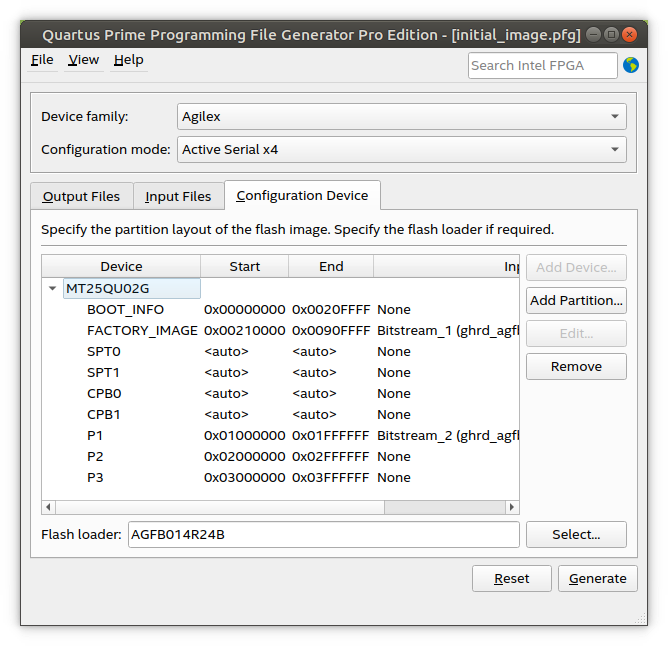 Quartus Prime Programming File Generator Pro Edition - [initial_image.pfg]
File View Help Search Intel FPGA
Device family: Agilex
Configuration mode: Active Serial x4
Output Files Input Files Configuration Device
Specify the partition layout of the flash image. Specify the flash loader if required.
Device Start End Inp
MT25QU02G
BOOT_INFO 0x00000000 0x0020FFFF None
FACTORY_IMAGE 0x00210000 0x0090FFFF Bitstream_1 (ghrd_agfl
SPT0 <auto> <auto> None
SPT1 <auto> <auto> None
CPB0 <auto> <auto> None
CPB1 <auto> <auto> None
P1 0x01000000 0x01FFFFFF Bitstream_2 (ghrd_agfl
P2 0x02000000 0x02FFFFFF None
P3 0x03000000 0x03FFFFFF None
Add Device...
Add Partition...
Edit...
Remove
Flash loader: AGFB014R24B Select...
Reset Generate